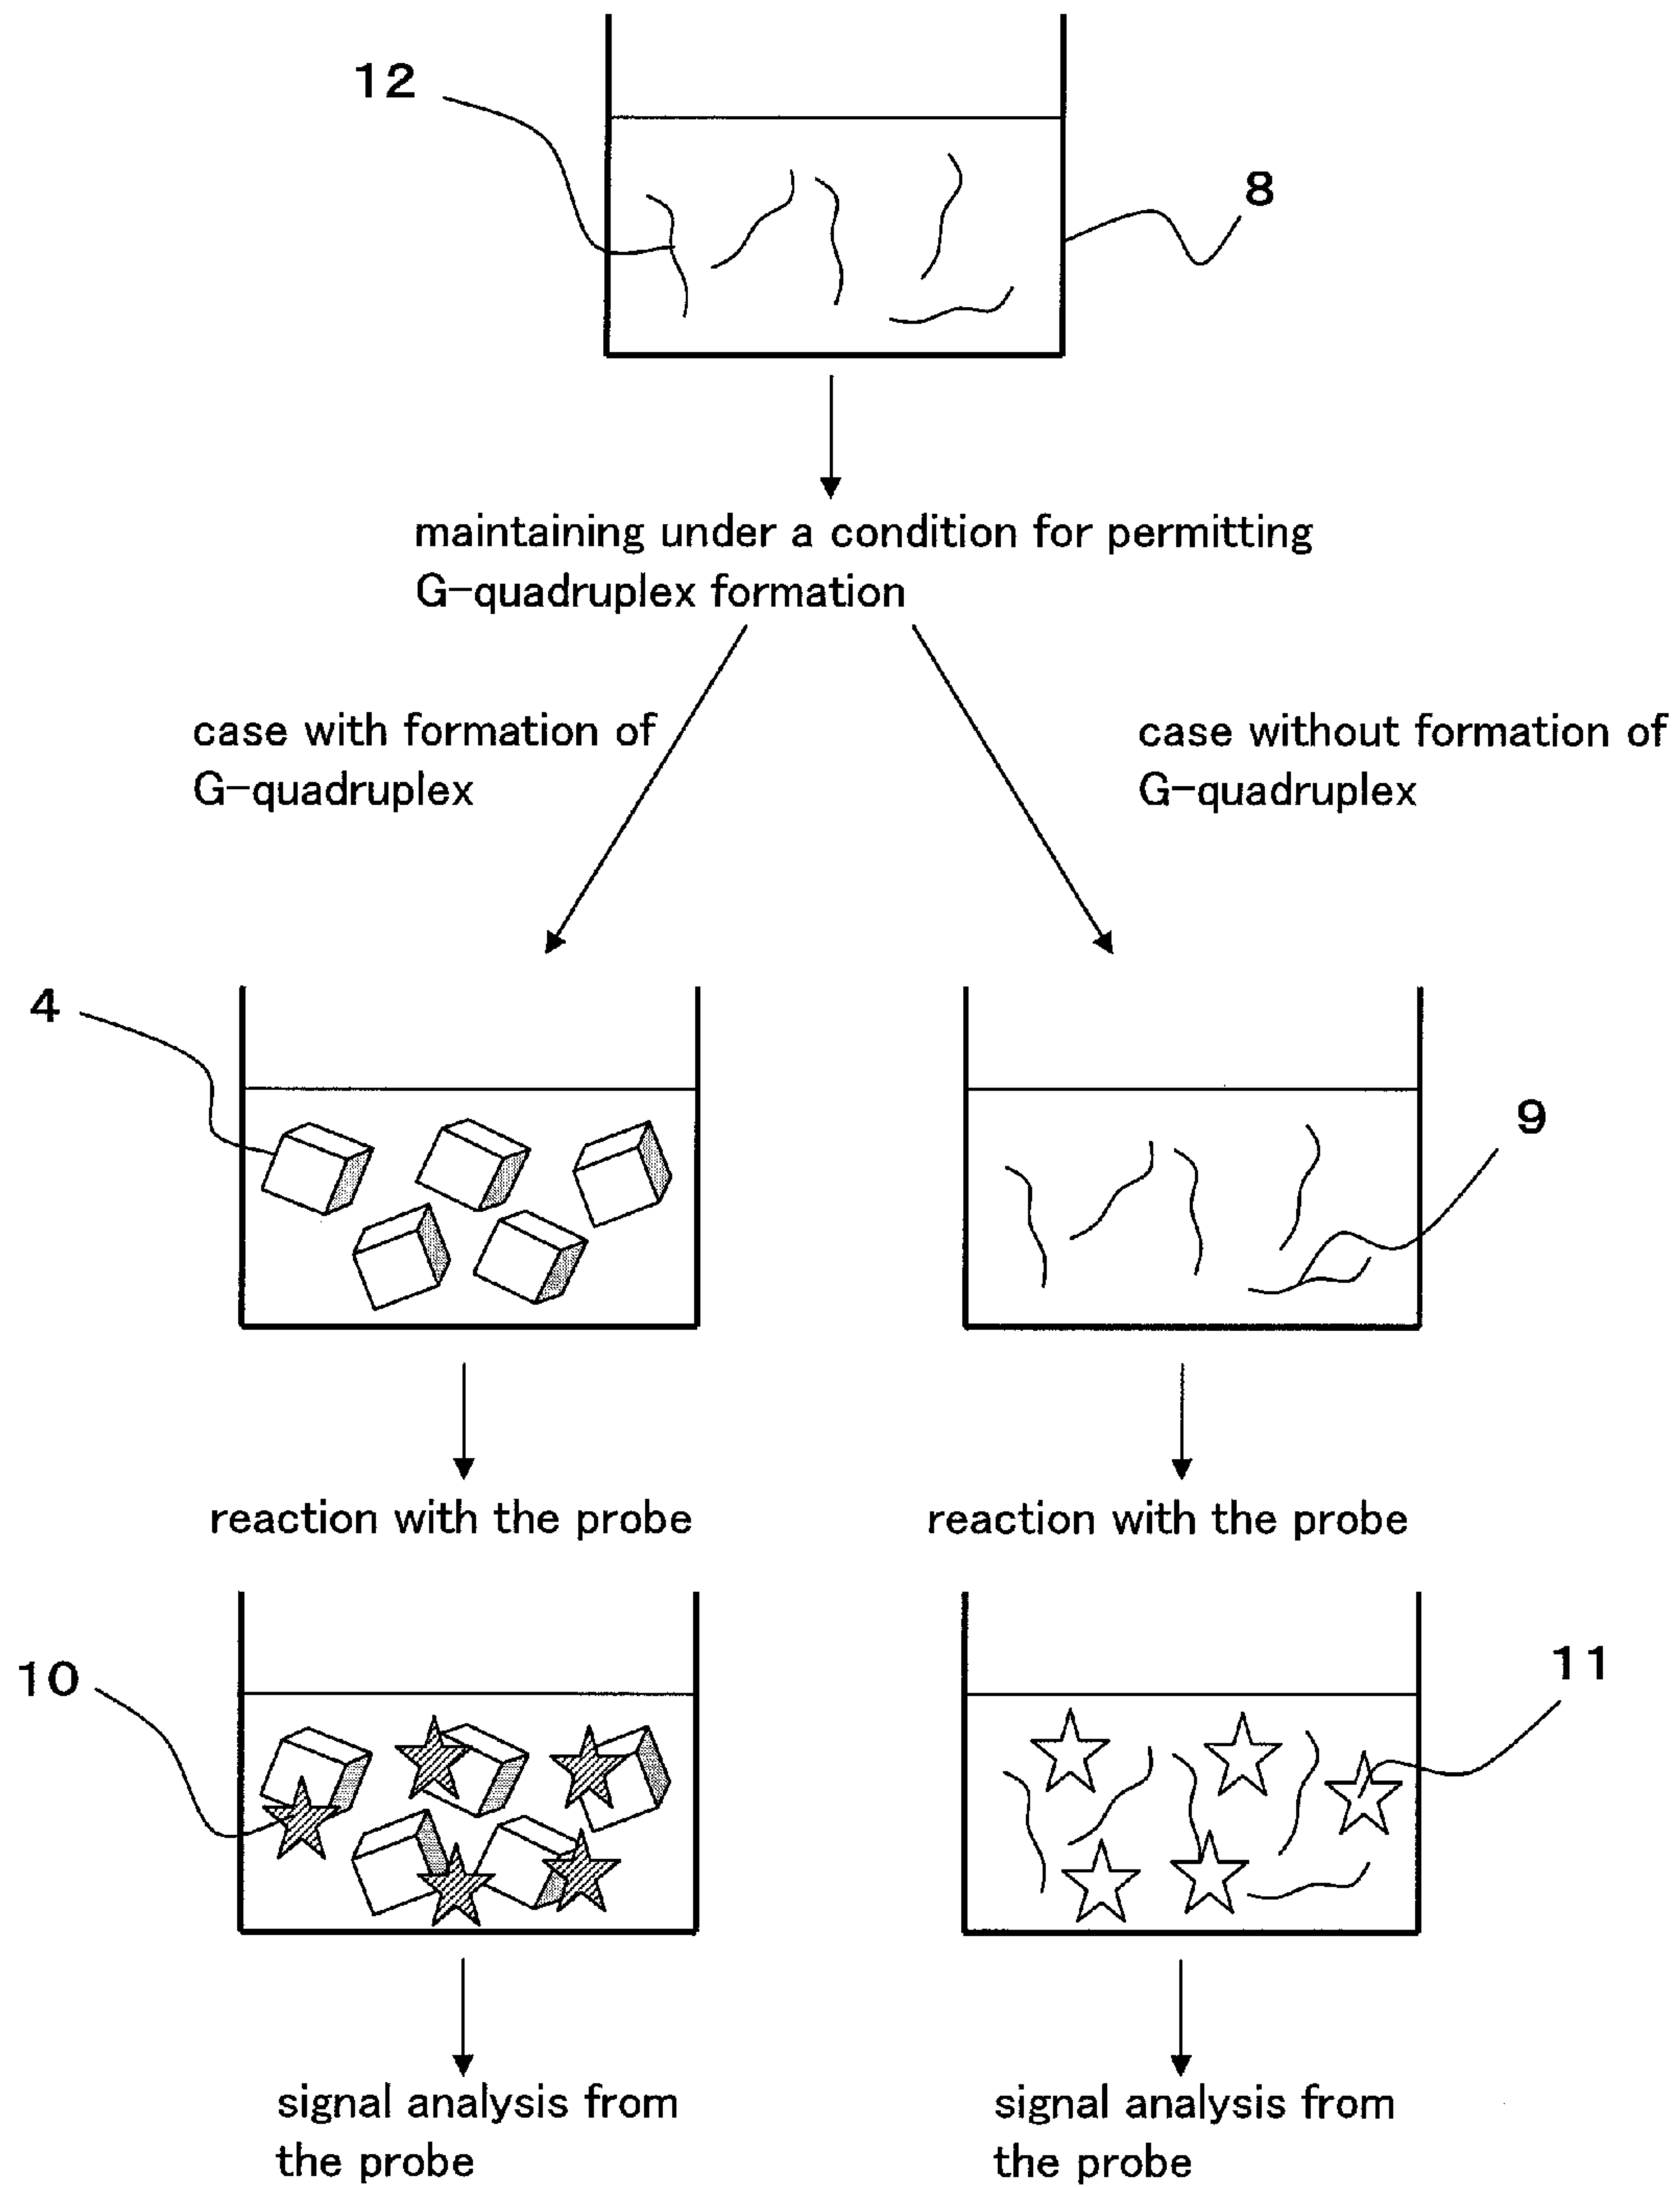 12
8
maintaining under a condition for permitting
G-quadruplex formation
case with formation of
G-quadruplex
case without formation of
G-quadruplex
4
9
reaction with the probe
reaction with the probe
10
11
signal analysis from
the probe
signal analysis from
the probe